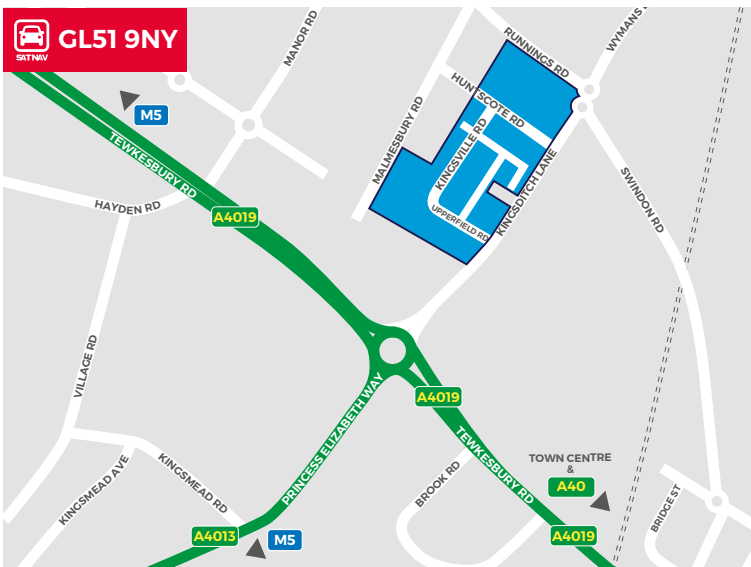 GL51 9NY
SAT NAV
MANOR RD
RUNNINGS RD
WYMANS
M5
HUNTSCOTE RD
MALMESBURY RD
TEWKESBURY RD
KINGSVILLE RD
KINGSDITCH LANE
SWINDON RD
HAYDEN RD
A4019
UPPERFIELD RD
VILLAGE RD
A4019
PRINCESS ELIZABETH WAY
TEWKESBURY RD
TOWN CENTRE
&
A40
KINGSMEAD AVE
KINGSMEAD RD
BROOK RD
BRIDGE ST
A4013
M5
A4019